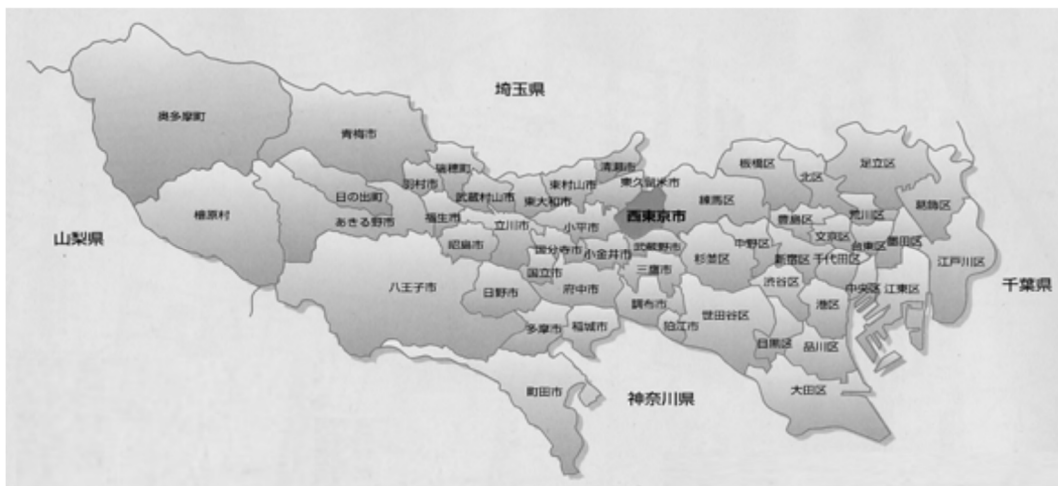 埼玉県
奥多摩町
青梅市
板橋区
足立区
北区
清瀬市
瑞穂町
羽村市
東村山市
東久留米市
日の出町
武蔵村山市
東大和市
練馬区
葛飾区
檜原村
あきる野市
福生市
立川市
小平市
西東京市
豊島区
荒川区
山梨県
昭島市
国分寺市
小金井市
武蔵野市
中野区
文京区
台東区
墨田区
杉並区
新宿区
千代田区
江戸川区
国立市
三鷹市
渋谷区
千葉県
八王子市
日野市
府中市
中央区
江東区
調布市
港区
世田谷区
多摩市
稲城市
狛江市
目黒区
品川区
町田市
大田区
神奈川県